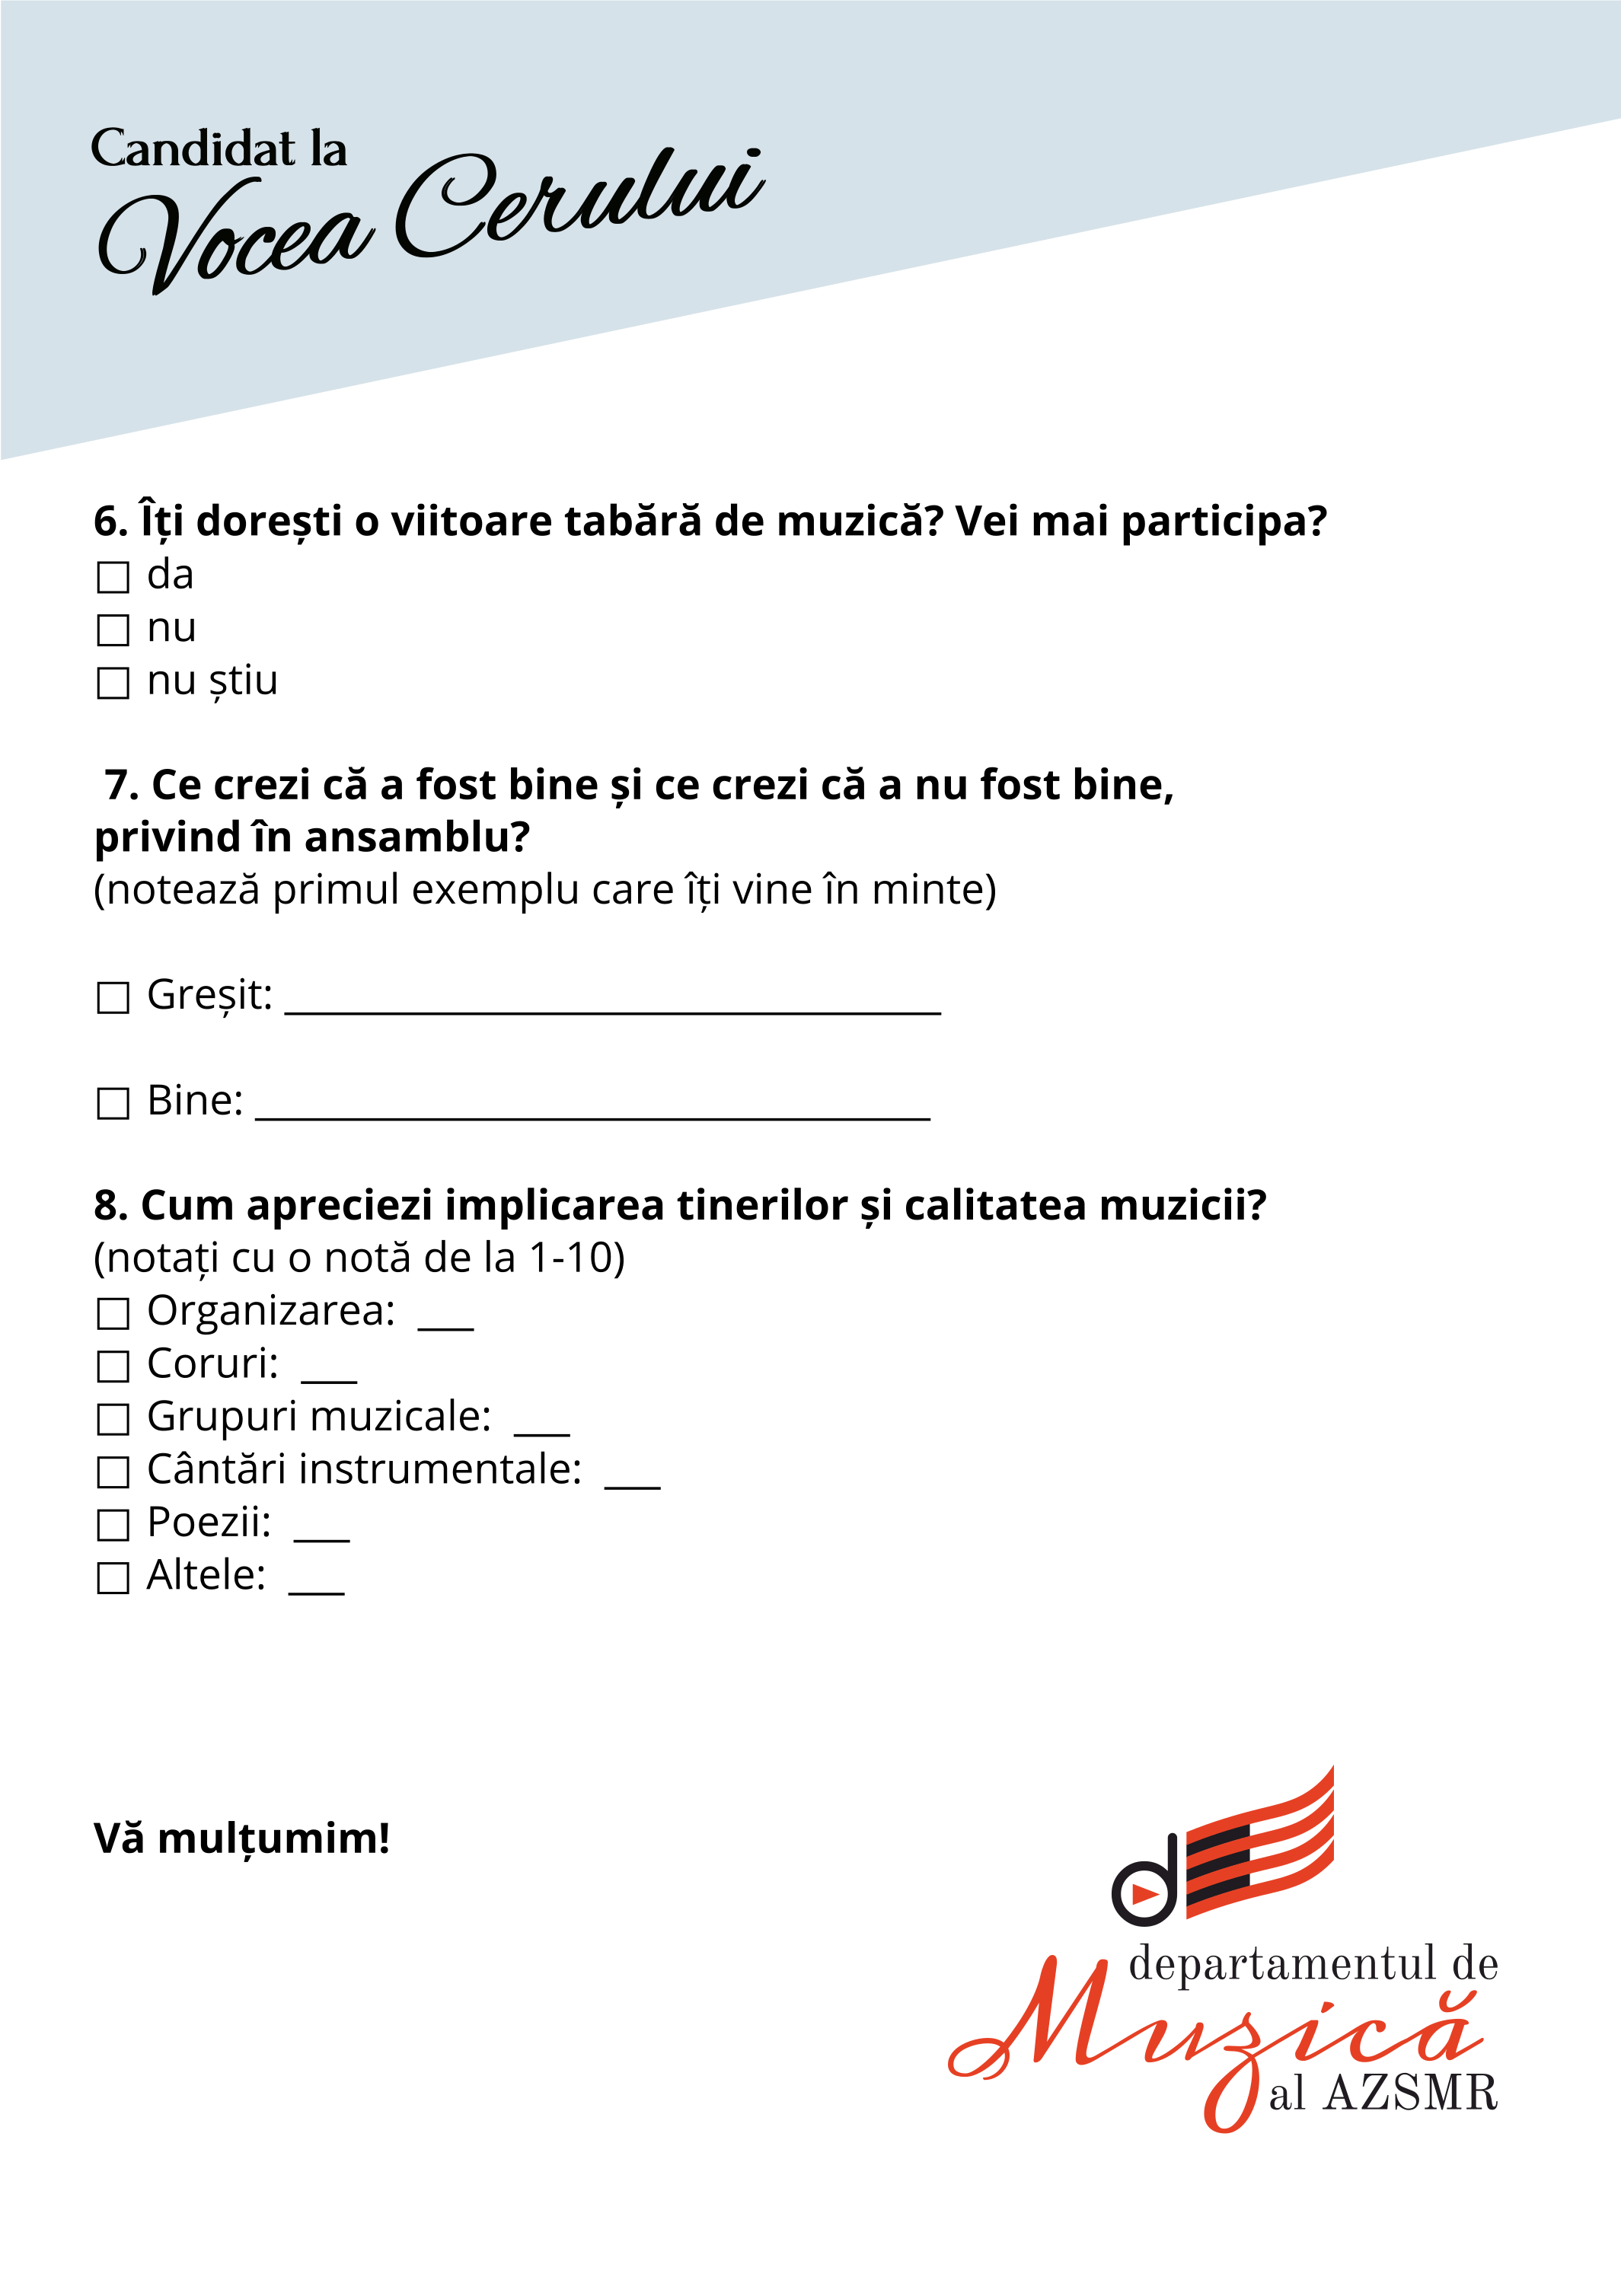 Candidat la
Vocea Cerului
6. Îți dorești o viitoare tabără de muzică? Vei mai participa?
□ da
□ nu
□ nu știu
7. Ce crezi că a fost bine și ce crezi că a nu fost bine,
privind în ansamblu?
(notează primul exemplu care îți vine în minte)
□ Greșit: ______________________________
□ Bine: ______________________________
8. Cum apreciezi implicarea tinerilor și calitatea muzicii?
(notați cu o notă de la 1-10)
□ Organizarea: ___
□ Coruri: ___
□ Grupuri muzicale: ___
□ Cântări instrumentale: ___
□ Poezii: ___
□ Altele: ___
Vă mulțumim!
departamentul de
Muzică
al AZSMR